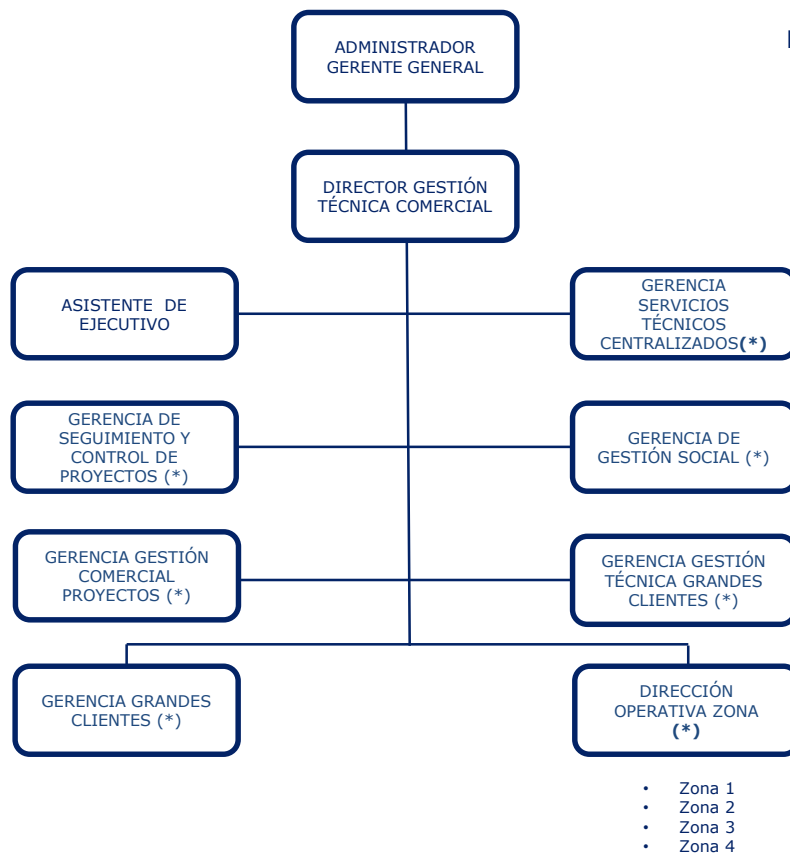 ADMINISTRADOR
GERENTE GENERAL
DIRECTOR GESTIÓN
TÉCNICA COMERCIAL
ASISTENTE DE
EJECUTIVO
GERENCIA
SERVICIOS
TÉCNICOS
CENTRALIZADOS(*)
GERENCIA DE
SEGUIMIENTO Y
CONTROL DE
PROYECTOS (*)
GERENCIA DE
GESTIÓN SOCIAL (*)
GERENCIA GESTIÓN
COMERCIAL
PROYECTOS (*)
GERENCIA GESTIÓN
TÉCNICA GRANDES
CLIENTES (*)
GERENCIA GRANDES
CLIENTES (*)
DIRECCIÓN
OPERATIVA ZONA
(*)
• Zona 1
• Zona 2
• Zona 3
• Zona 4